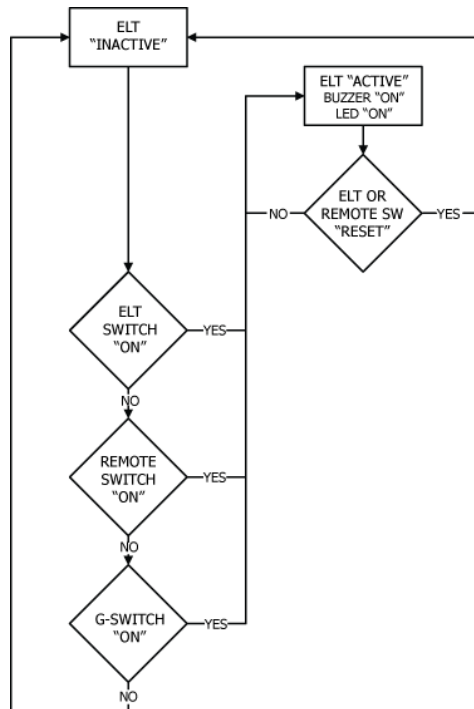 ELT
“INACTIVE”
ELT “ACTIVE”
BUZZER “ON”
LED “ON”
NO
ELT OR
REMOTE SW
“RESET”
YES
ELT
SWITCH
“ON”
YES
NO
REMOTE
SWITCH
“ON”
YES
NO
G-SWITCH
“ON”
YES
NO